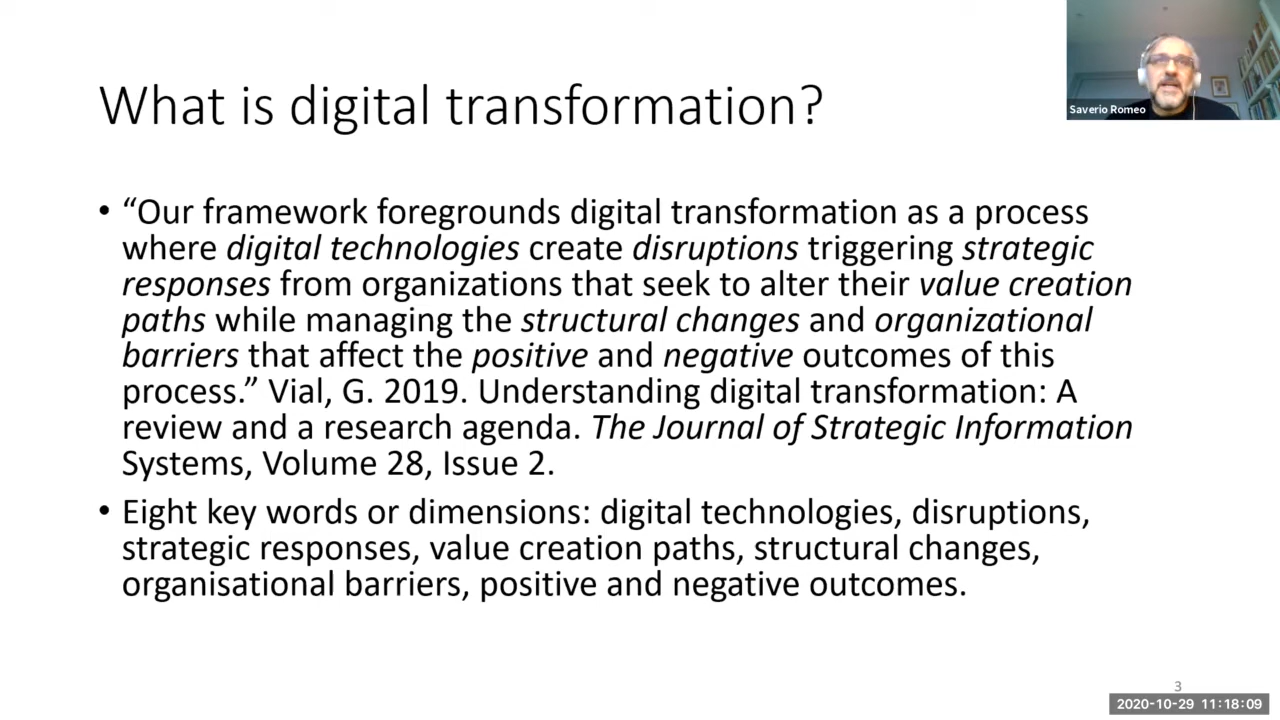 What is digital transformation?
Saverio Romeo
• “Our framework foregrounds digital transformation as a process
where digital technologies create disruptions triggering strategic
responses from organizations that seek to alter their value creation
paths while managing the structural changes and organizational
barriers that affect the positive and negative outcomes of this
process.” Vial, G. 2019. Understanding digital transformation: A
review and a research agenda. The Journal of Strategic Information
Systems, Volume 28, Issue 2.
• Eight key words or dimensions: digital technologies, disruptions,
strategic responses, value creation paths, structural changes,
organisational barriers, positive and negative outcomes.
3
2020-10-29 11:18:09